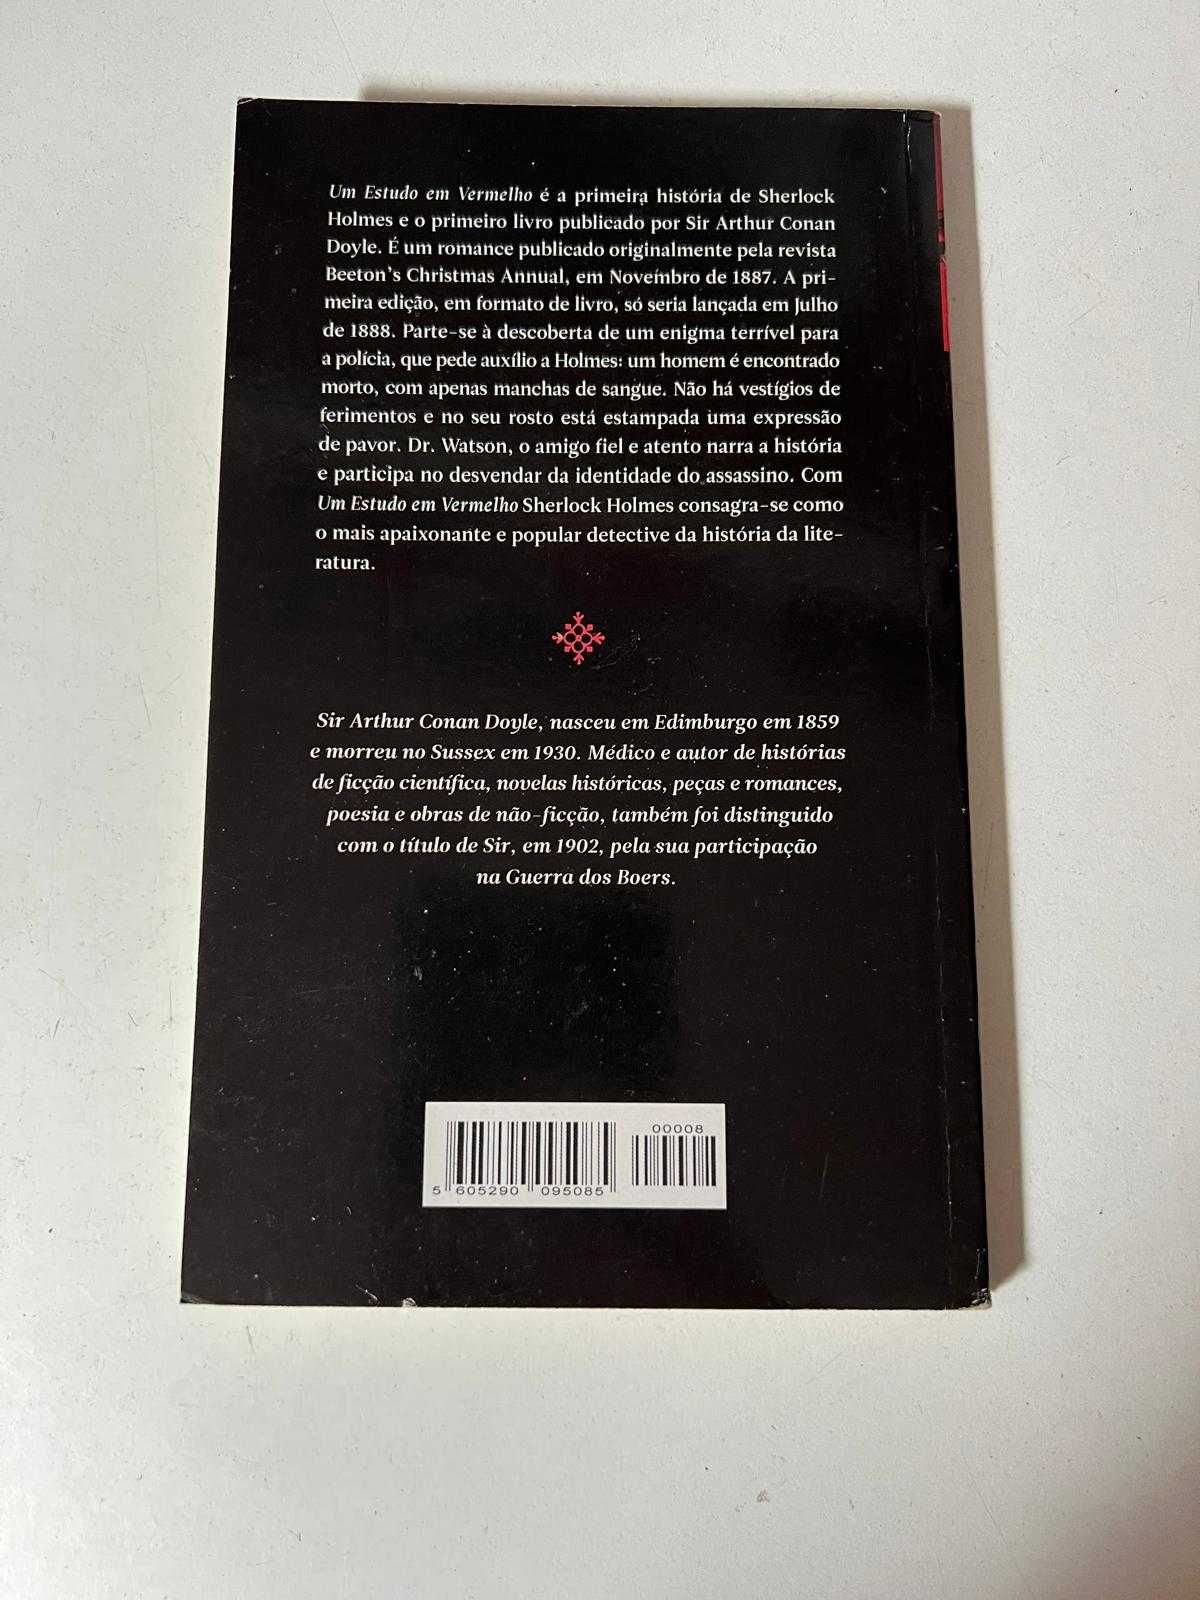 Um Estudo em Vermelho é a primeira história de Sherlock
Holmes e o primeiro livro publicado por Sir Arthur Conan
Doyle. É um romance publicado originalmente pela revista
Beeton's Christmas Annual, em Novembro de 1887. A pri-
meira edição, em formato de livro, só seria lançada em Julho
de 1888. Parte-se à descoberta de um enigma terrível para
a polícia, que pede auxílio a Holmes: um homem é encontrado
morto, com apenas manchas de sangue. Não há vestígios de
ferimentos e no seu rosto está estampada uma expressão
de pavor. Dr. Watson, o amigo fiel e atento narra a história
e participa no desvendar da identidade do assassino. Com
Um Estudo em Vermelho Sherlock Holmes consagra-se como
o mais apaixonante e popular detective da história da lite-
ratura.
Sir Arthur Conan Doyle, nasceu em Edimburgo em 1859
e morreu no Sussex em 1930. Médico e autor de histórias
de ficção científica, novelas históricas, peças e romances,
poesia e obras de não-ficção, também foi distinguido
com o título de Sir, em 1902, pela sua participação
na Guerra dos Boers.
00008
5 605290 095085